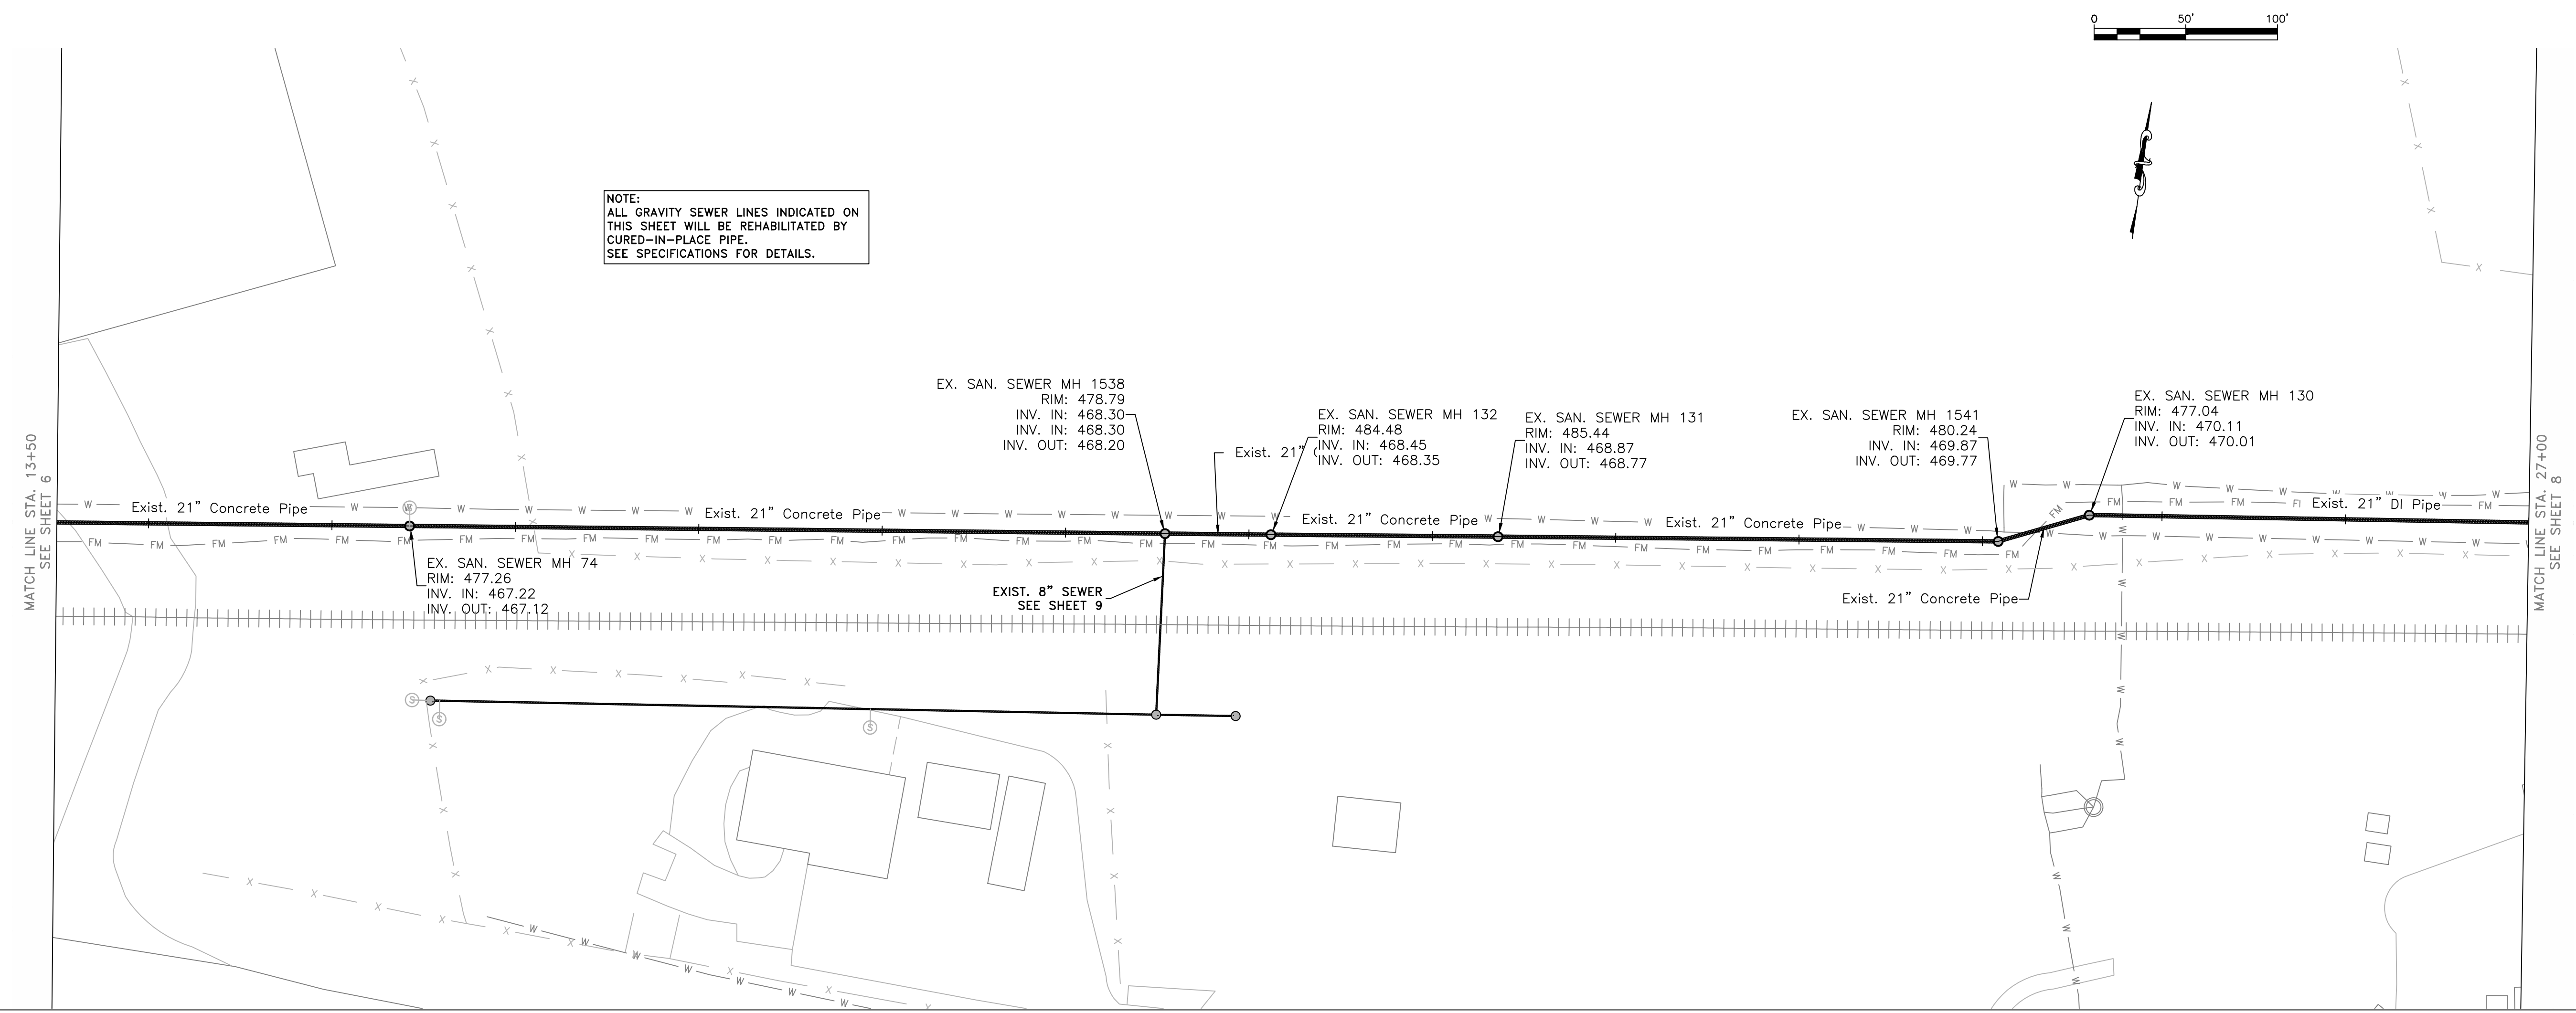 0 50' 100'
NOTE:
ALL GRAVITY SEWER LINES INDICATED ON
THIS SHEET WILL BE REHABILITATED BY
CURED-IN-PLACE PIPE.
SEE SPECIFICATIONS FOR DETAILS.
MATCH LINE STA. 13+50
SEE SHEET 6
EX. SAN. SEWER MH 1538
RIM: 478.79
INV. IN: 468.30
INV. IN: 468.30
INV. OUT: 468.20
Exist. 21"
EX. SAN. SEWER MH 132
RIM: 484.48
INV. IN: 468.45
INV. OUT: 468.35
EX. SAN. SEWER MH 131
RIM: 485.44
INV. IN: 468.87
INV. OUT: 468.77
EX. SAN. SEWER MH 1541
RIM: 480.24
INV. IN: 469.87
INV. OUT: 469.77
EX. SAN. SEWER MH 130
RIM: 477.04
INV. IN: 470.11
INV. OUT: 470.01
MATCH LINE STA. 27+00
SEE SHEET 8
Exist. 21" Concrete Pipe
Exist. 21" Concrete Pipe
Exist. 21" Concrete Pipe
Exist. 21" Concrete Pipe
Exist. 21" DI Pipe
EX. SAN. SEWER MH 74
RIM: 477.26
INV. IN: 467.22
INV. OUT: 467.12
EXIST. 8" SEWER
SEE SHEET 9
Exist. 21" Concrete Pipe